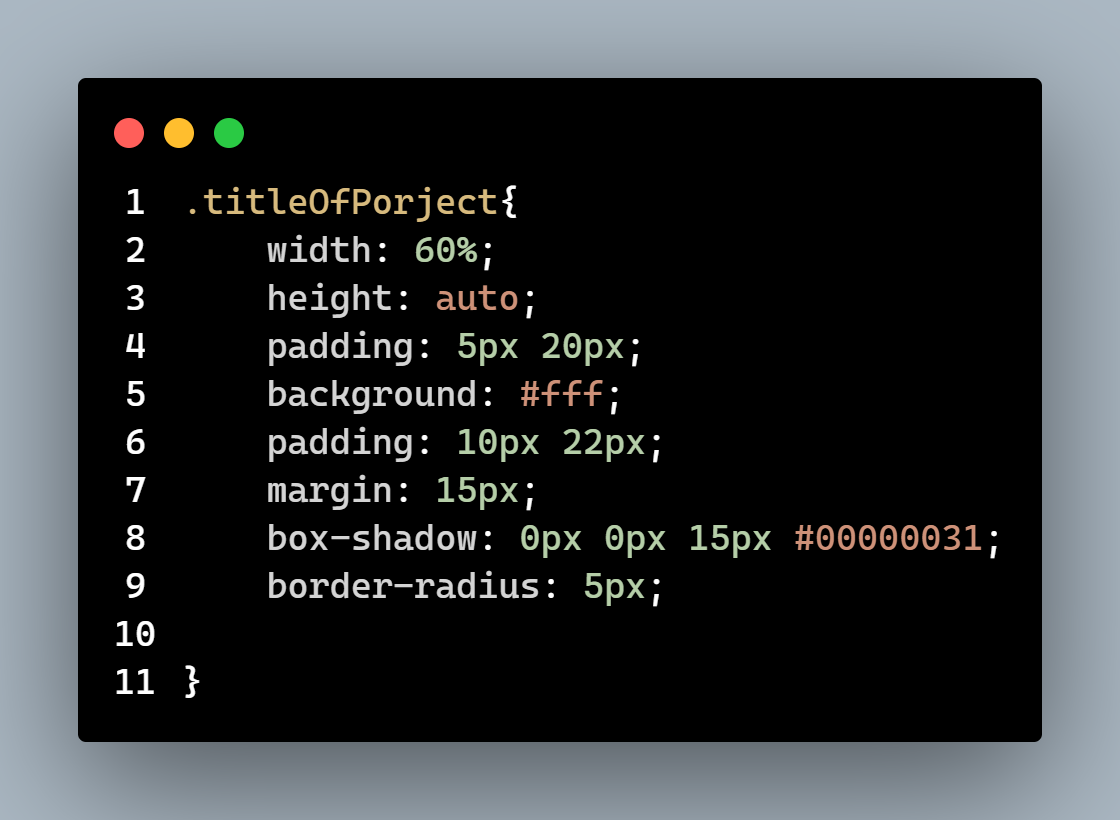 1 .titleOfPorject{
2 width: 60%;
3 height: auto;
4 padding: 5px 20px;
5 background: #fff;
6 padding: 10px 22px;
7 margin: 15px;
8 box-shadow: 0px 0px 15px #00000031;
9 border-radius: 5px;
10
11 }